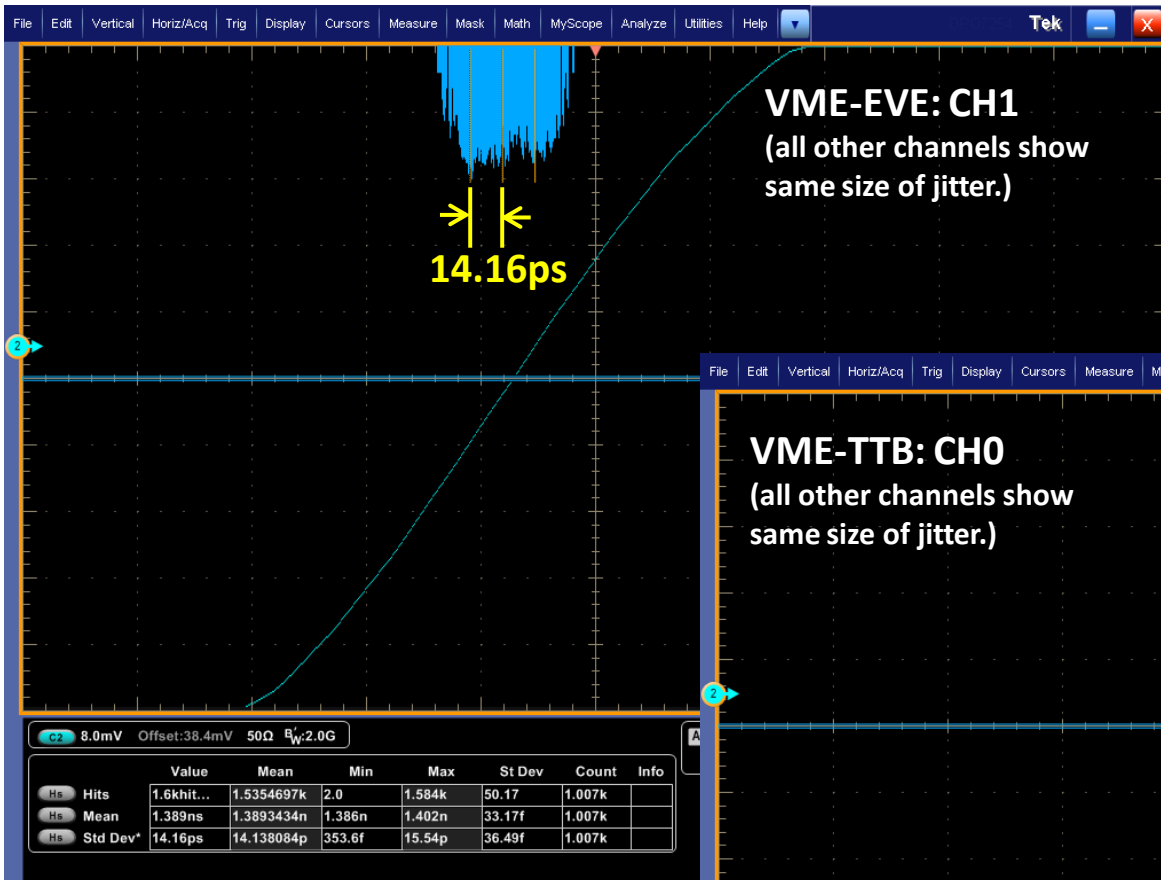 File Edit Vertical Horiz/Acq Trig Display Cursors Measure Mask Math MyScope Analyze Utilities Help Tek X
VME-EVE: CH1
(all other channels show
same size of jitter.)
14.16ps
2
File Edit Vertical Horiz/Acq Trig Display Cursors Measure M
VME-TTB: CH0
(all other channels show
same size of jitter.)
2
C2 8.0mV Offset:38.4mV 50Ω BW:2.0G
A
Value Mean Min Max St Dev Count Info
Hs Hits 1.6khit... 1.5354697k 2.0 1.584k 50.17 1.007k
Hs Mean 1.389ns 1.3893434n 1.386n 1.402n 33.17f 1.007k
Hs Std Dev* 14.16ps 14.138084p 353.6f 15.54p 36.49f 1.007k